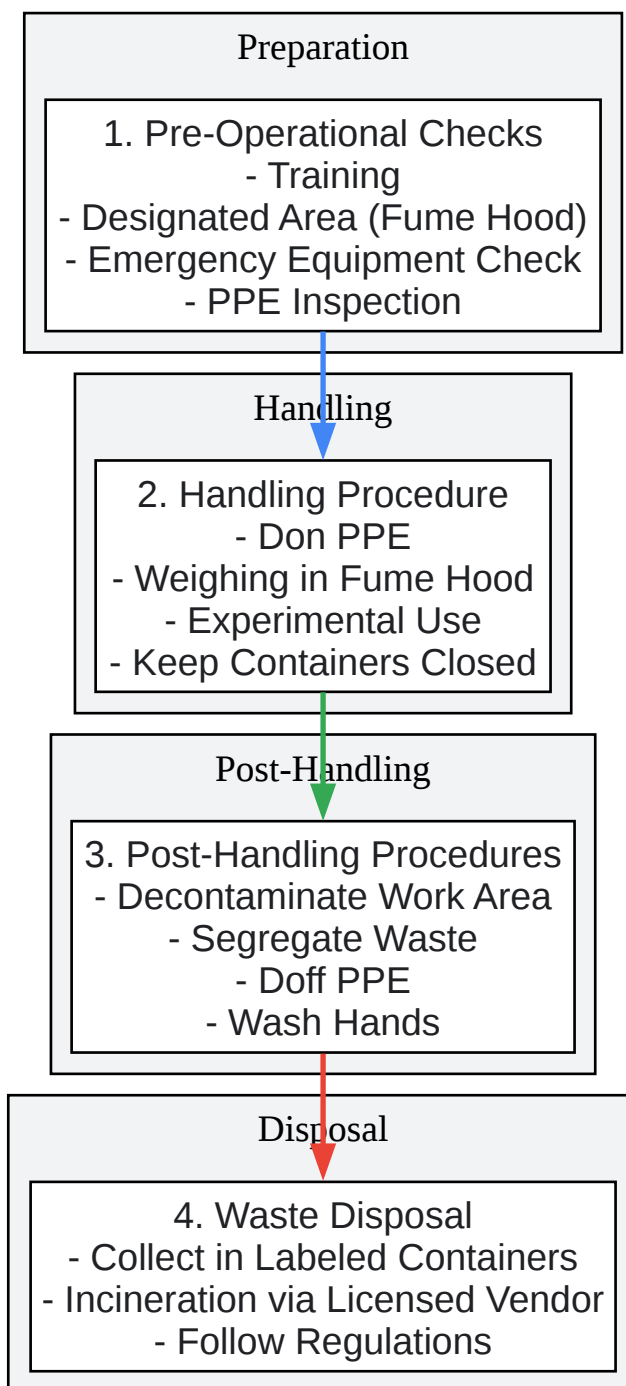 Preparation
1. Pre-Operational Checks
- Training
- Designated Area (Fume Hood)
- Emergency Equipment Check
- PPE Inspection
Handling
2. Handling Procedure
- Don PPE
- Weighing in Fume Hood
- Experimental Use
- Keep Containers Closed
Post-Handling
3. Post-Handling Procedures
- Decontaminate Work Area
- Segregate Waste
- Doff PPE
- Wash Hands
Disposal
4. Waste Disposal
- Collect in Labeled Containers
- Incineration via Licensed Vendor
- Follow Regulations